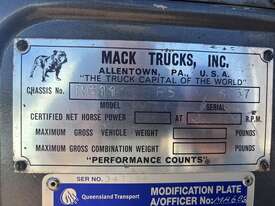 MACK TRUCKS, INC.
ALLENTOWN, PA., U.S.A.
"THE TRUCK CAPITAL OF THE WORLD"
CHASSIS No.
MODEL SERIAL
CERTIFIED NET HORSE POWER AT R.P.M.
MAXIMUM GROSS VEHICLE WEIGHT POUNDS
MAXIMUM GROSS COMBINATION WEIGHT POUNDS
"PERFORMANCE COUNTS"
SER NO.
Queensland Transport
MODIFICATION PLATE
A/OFFICER No: